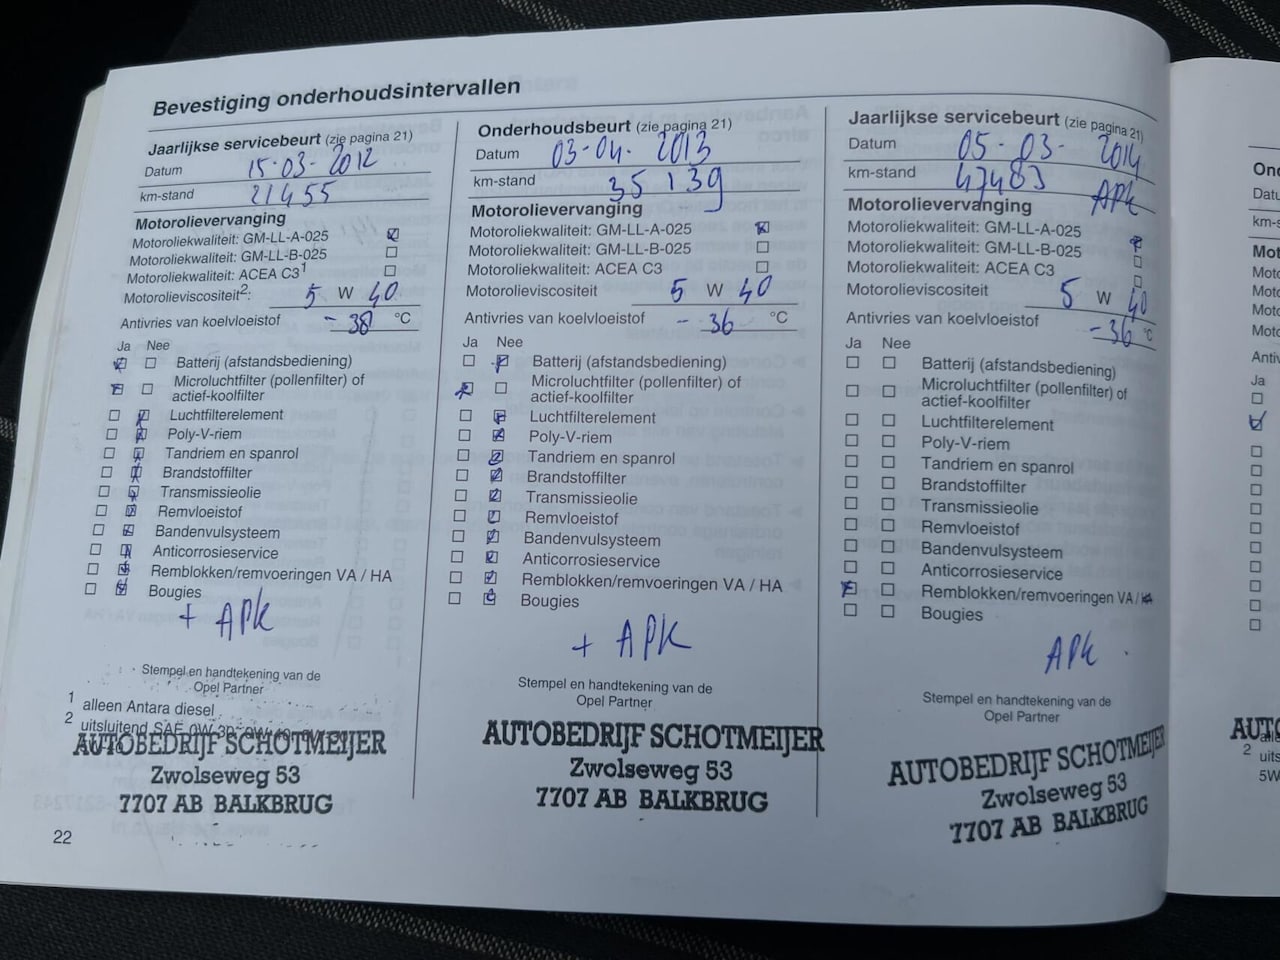 Bevestiging onderhoudsintervallen
Jaarlijkse servicebeurt (zie pagina 21)
Datum 15-03-2012
km-stand 21455
Motorolievervanging
Motoroliekwaliteit: GM-LL-A-025
Motoroliekwaliteit: GM-LL-B-025
Motoroliekwaliteit: ACEA C3¹
Motorolieviscositeit²: 5 W 40
Antivries van koelvloeistof - 38 °C
Ja Nee
Batterij (afstandsbediening)
Microluchtfilter (pollenfilter) of
actief-koolfilter
Luchtfilterelement
Poly-V-riem
Tandriem en spanrol
Brandstoffilter
Transmissieolie
Remvloeistof
Bandenvulsysteem
Anticorrosieservice
Remblokken/remvoeringen VA / HA
Bougies
+ APK
Stempel en handtekening van de
Opel Partner
1 alleen Antara diesel
2 uitsluitend SAE 0W-30
AUTOBEDRIJF SCHOTMEIJER
Zwolseweg 53
7707 AB BALKBRUG
22
Onderhoudsbeurt (zie pagina 21)
Datum 03-04-2013
km-stand 35139
Motorolievervanging
Motoroliekwaliteit: GM-LL-A-025
Motoroliekwaliteit: GM-LL-B-025
Motoroliekwaliteit: ACEA C3
Motorolieviscositeit 5 W 40
Antivries van koelvloeistof - 36 °C
Ja Nee
Batterij (afstandsbediening)
Microluchtfilter (pollenfilter) of
actief-koolfilter
Luchtfilterelement
Poly-V-riem
Tandriem en spanrol
Brandstoffilter
Transmissieolie
Remvloeistof
Bandenvulsysteem
Anticorrosieservice
Remblokken/remvoeringen VA / HA
Bougies
+ APK
Stempel en handtekening van de
Opel Partner
AUTOBEDRIJF SCHOTMEIJER
Zwolseweg 53
7707 AB BALKBRUG
Jaarlijkse servicebeurt (zie pagina 21)
Datum 05-03-2014
km-stand 47483 APK
Motorolievervanging
Motoroliekwaliteit: GM-LL-A-025
Motoroliekwaliteit: GM-LL-B-025
Motoroliekwaliteit: ACEA C3
Motorolieviscositeit 5 W 40
Antivries van koelvloeistof -36 °C
Ja Nee
Batterij (afstandsbediening)
Microluchtfilter (pollenfilter) of
actief-koolfilter
Luchtfilterelement
Poly-V-riem
Tandriem en spanrol
Brandstoffilter
Transmissieolie
Remvloeistof
Bandenvulsysteem
Anticorrosieservice
Remblokken/remvoeringen VA /
Bougies
APK
Stempel en handtekening van de
Opel Partner
AUTOBEDRIJF SCHOTMEIJER
Zwolseweg 53
7707 AB BALKBRUG
Ja